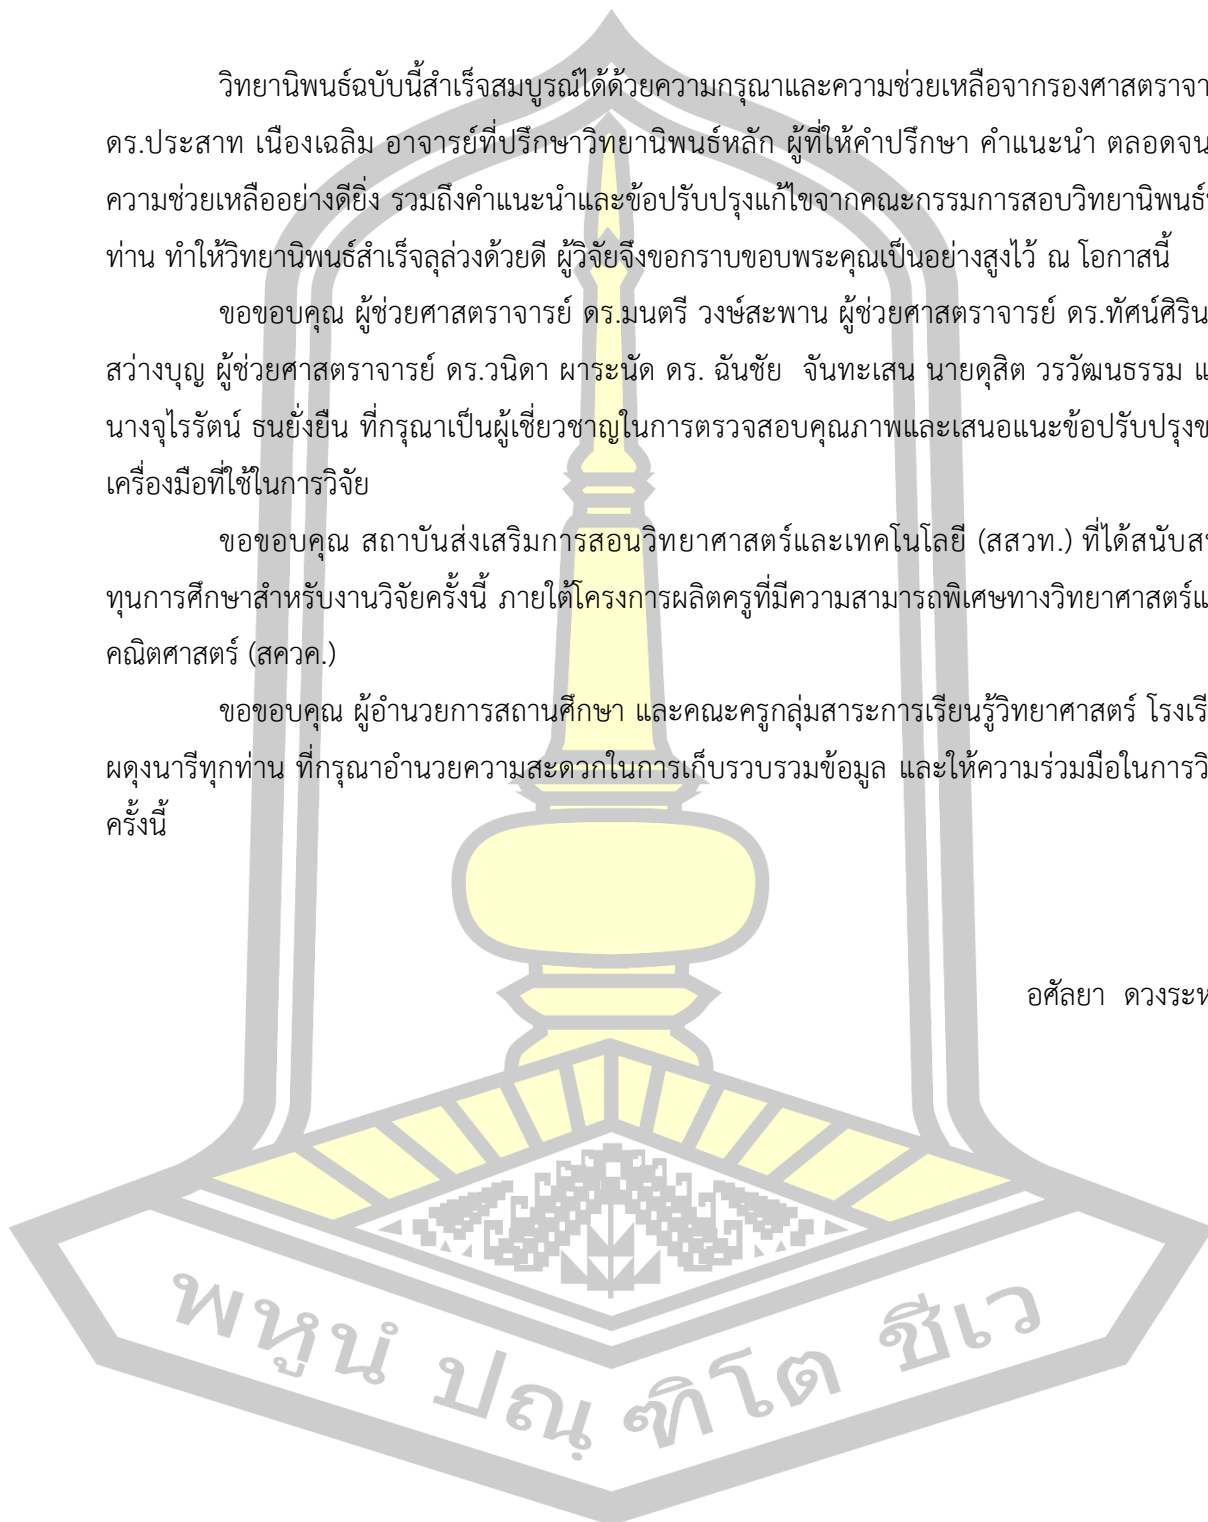 วิทยานิพนธ์ฉบับนี้สำเร็จสมบูรณ์ได้ด้วยความกรุณาและความช่วยเหลือจากรองศาสตราจา
ดร.ประสาท เนืองเฉลิม อาจารย์ที่ปรึกษาวิทยานิพนธ์หลัก ผู้ที่ให้คำปรึกษา คำแนะนำ ตลอดจน
ความช่วยเหลืออย่างดียิ่ง รวมถึงคำแนะนำและข้อปรับปรุงแก้ไขจากคณะกรรมการสอบวิทยานิพนธ์
ท่าน ทำให้วิทยานิพนธ์สำเร็จลุล่วงด้วยดี ผู้วิจัยจึงขอกราบขอบพระคุณเป็นอย่างสูงไว้ ณ โอกาสนี้
ขอขอบคุณ ผู้ช่วยศาสตราจารย์ ดร.มนตรี วงษ์สะพาน ผู้ช่วยศาสตราจารย์ ดร.ทัศน์ศิริน
สว่างบุญ ผู้ช่วยศาสตราจารย์ ดร.วนิดา ผาระนัด ดร. ฉันชัย จันทะเสน นายดุสิต วรวัฒนธรรม แ
นางจุไรรัตน์ ธนยั่งยืน ที่กรุณาเป็นผู้เชี่ยวชาญในการตรวจสอบคุณภาพและเสนอแนะข้อปรับปรุงข
เครื่องมือที่ใช้ในการวิจัย
ขอขอบคุณ สถาบันส่งเสริมการสอนวิทยาศาสตร์และเทคโนโลยี (สสวท.) ที่ได้สนับส
ทุนการศึกษาสำหรับงานวิจัยครั้งนี้ ภายใต้โครงการผลิตครูที่มีความสามารถพิเศษทางวิทยาศาสตร์แ
คณิตศาสตร์ (สควค.)
ขอขอบคุณ ผู้อำนวยการสถานศึกษา และคณะครูกลุ่มสาระการเรียนรู้วิทยาศาสตร์ โรงเรี
ผดุงนารีทุกท่าน ที่กรุณาอำนวยความสะดวกในการเก็บรวบรวมข้อมูล และให้ความร่วมมือในการวิ
ครั้งนี้
อศัลยา ดวงระห
พหูนํ ปณฺฑิโต ชีเว